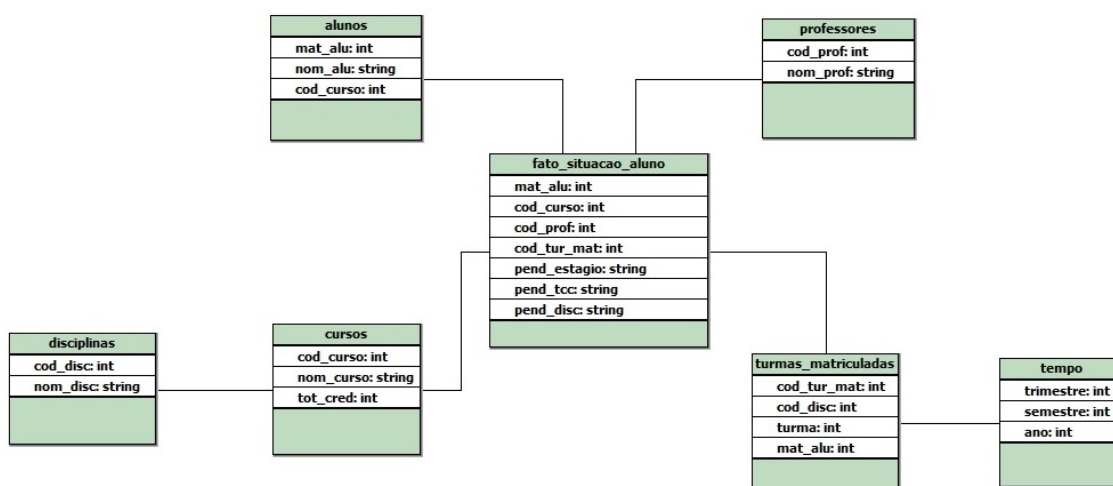 alunos
mat_alu: int
nom_alu: string
cod_curso: int
professores
cod_prof: int
nom_prof: string
fato_situacao_aluno
mat_alu: int
cod_curso: int
cod_prof: int
cod_tur_mat: int
pend_estagio: string
pend_tcc: string
pend_disc: string
disciplinas
cod_disc: int
nom_disc: string
cursos
cod_curso: int
nom_curso: string
tot_cred: int
turmas_matriculadas
cod_tur_mat: int
cod_disc: int
turma: int
mat_alu: int
tempo
trimestre: int
semestre: int
ano: int